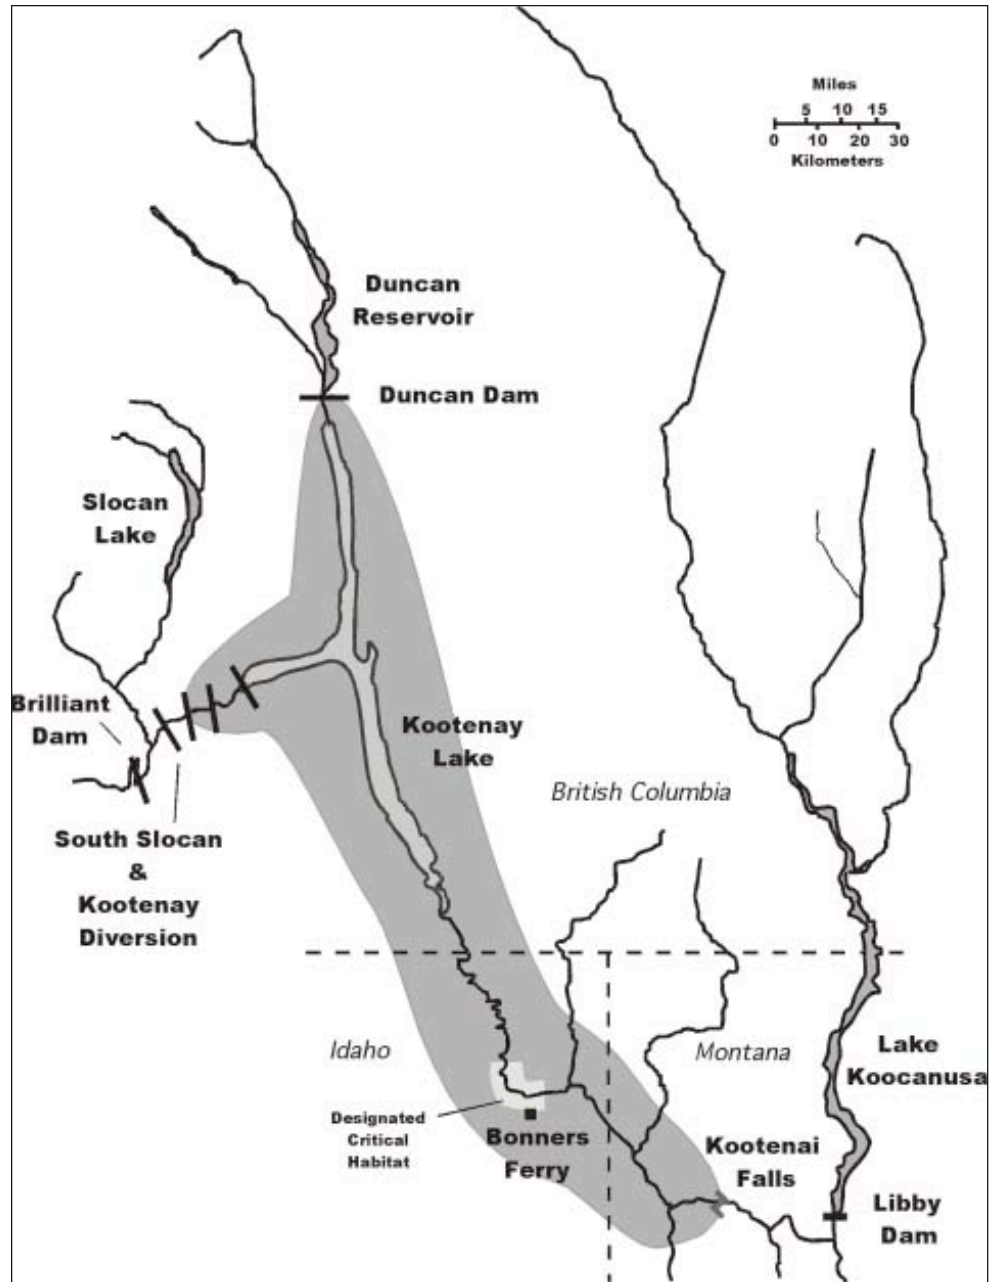 Miles
5 10 15
0 10 20 30
Kilometers
Duncan
Reservoir
Duncan Dam
Slocan
Lake
Brilliant
Dam
Kootenay
Lake
British Columbia
South Slocan
&
Kootenay
Diversion
Idaho
Montana
Lake
Koocanusa
Designated
Critical
Habitat
Bonners
Ferry
Kootenai
Falls
Libby
Dam